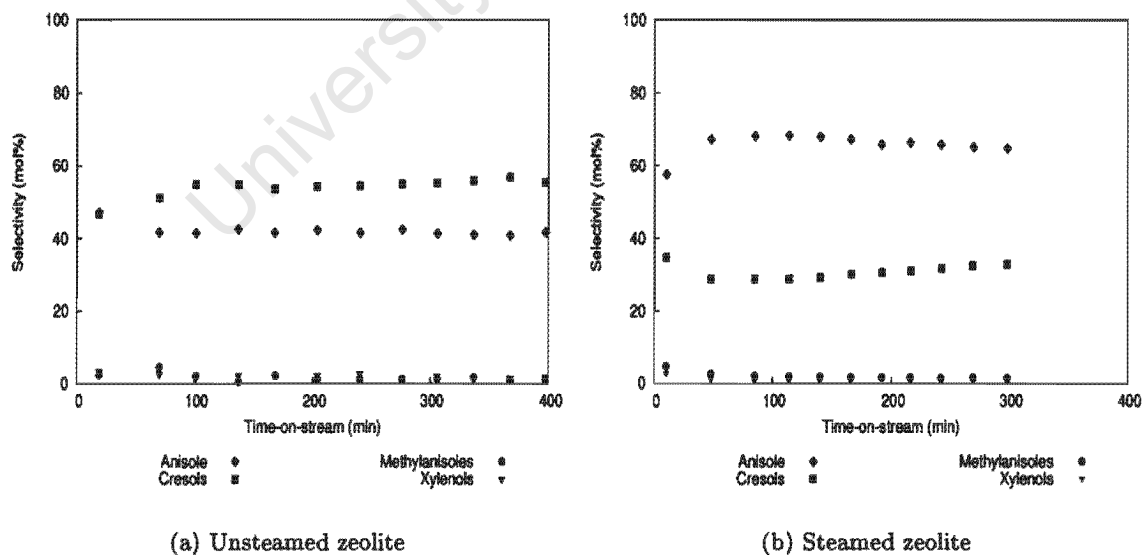 University
100
80
60
40
20
0
Selectivity (mol%)
0 100 200 300 400
Time-on-stream (min)
Anisole
Cresols
Methylanisoles
Xylenols
(a) Unsteamed zeolite
100
80
60
40
20
0
Selectivity (mol%)
0 100 200 300 400
Time-on-stream (min)
Anisole
Cresols
Methylanisoles
Xylenols
(b) Steamed zeolite